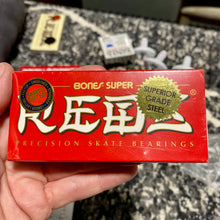 BONES SUPER
REDS®
SUPERIOR
GRADE
STEEL
PRECISION SKATE BEARINGS